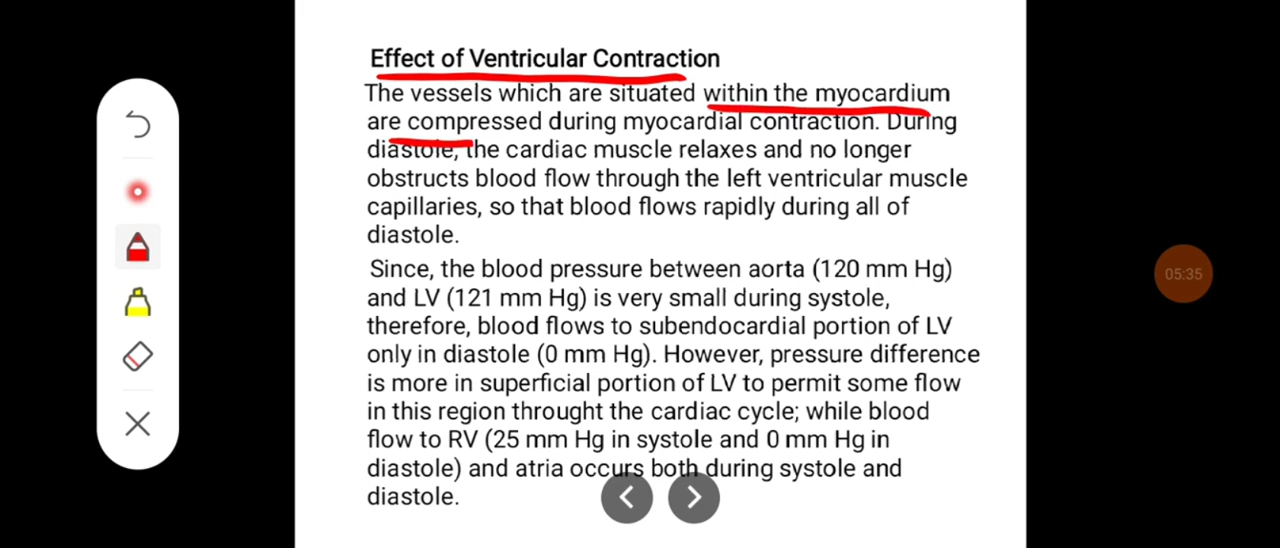 Effect of Ventricular Contraction
The vessels which are situated within the myocardium
are compressed during myocardial contraction. During
diastole, the cardiac muscle relaxes and no longer
obstructs blood flow through the left ventricular muscle
capillaries, so that blood flows rapidly during all of
diastole.
Since, the blood pressure between aorta (120 mm Hg)
and LV (121 mm Hg) is very small during systole,
therefore, blood flows to subendocardial portion of LV
only in diastole (0 mm Hg). However, pressure difference
is more in superficial portion of LV to permit some flow
in this region throught the cardiac cycle; while blood
flow to RV (25 mm Hg in systole and 0 mm Hg in
diastole) and atria occurs both during systole and
diastole.
05:35